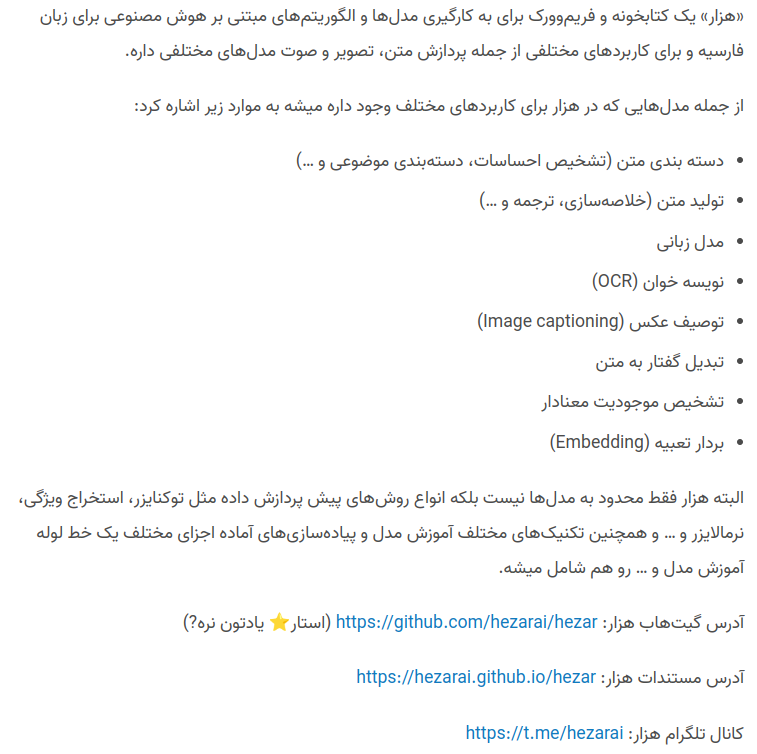 «هزار» یک کتابخونه و فریم‌وورک برای به کارگیری مدل‌ها و الگوریتم‌های مبتنی بر هوش مصنوعی برای زبان
فارسیه و برای کاربردهای مختلفی از جمله پردازش متن، تصویر و صوت مدل‌های مختلفی داره.
از جمله مدل‌هایی که در هزار برای کاربردهای مختلف وجود داره میشه به موارد زیر اشاره کرد:
• دسته بندی متن (تشخیص احساسات، دسته‌بندی موضوعی و ...)
• تولید متن (خلاصه‌سازی، ترجمه و ...)
• مدل زبانی
• نویسه خوان (OCR)
• توصیف عکس (Image captioning)
• تبدیل گفتار به متن
• تشخیص موجودیت معنادار
• بردار تعبیه (Embedding)
البته هزار فقط محدود به مدل‌ها نیست بلکه انواع روش‌های پیش پردازش داده مثل توکنایزر، استخراج ویژگی،
نرمالایزر و ... و همچنین تکنیک‌های مختلف آموزش مدل و پیاده‌سازی‌های آماده اجزای مختلف یک خط لوله
آموزش مدل و ... رو هم شامل میشه.
آدرس گیت‌هاب هزار: https://github.com/hezarai/hezar (استار⭐ یادتون نره?)
آدرس مستندات هزار: https://hezarai.github.io/hezar
کانال تلگرام هزار: https://t.me/hezarai